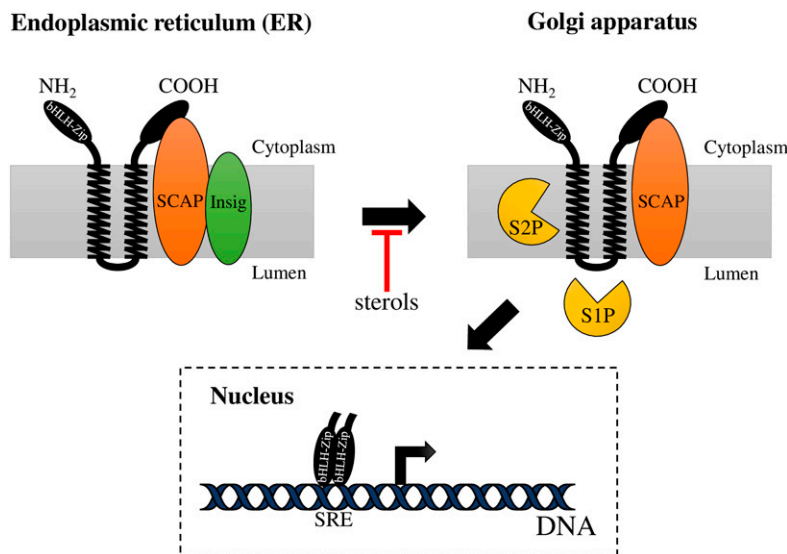 Endoplasmic reticulum (ER)
Golgi apparatus
NH2
COOH
NH2
COOH
bHLH-Zip
bHLH-Zip
Cytoplasm
Cytoplasm
SCAP
Insig
S2P
SCAP
Lumen
Lumen
sterols
S1P
Nucleus
bHLH-Zip
bHLH-Zip
SRE
DNA